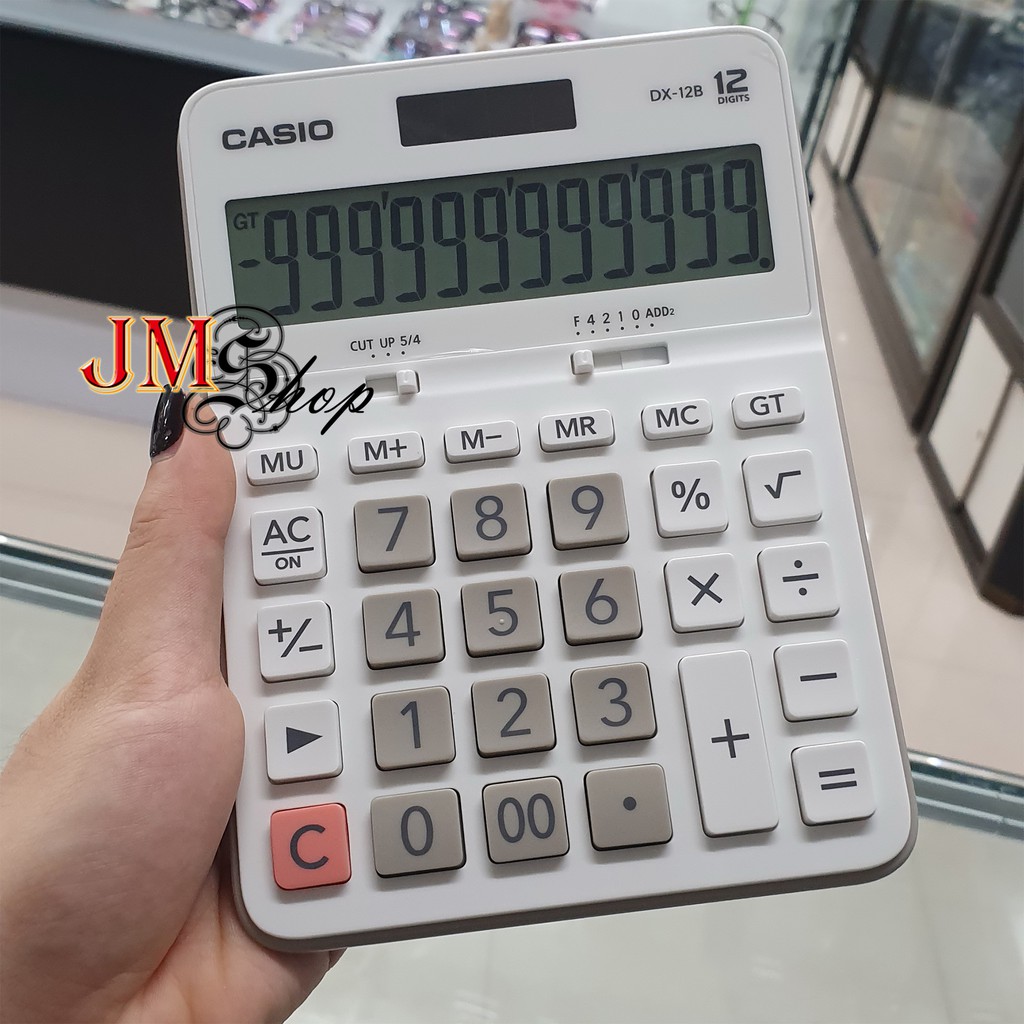 CASIO
DX-12B 12 DIGITS
GT
-999'999'999'999.
CUT UP 5/4
F 4 2 1 0 ADD₂
JM Shop
MU M+ M− MR MC GT
AC ON 7 8 9 % √
+/− 4 5 6 × ÷
▶ 1 2 3 + −
C 0 00 • =